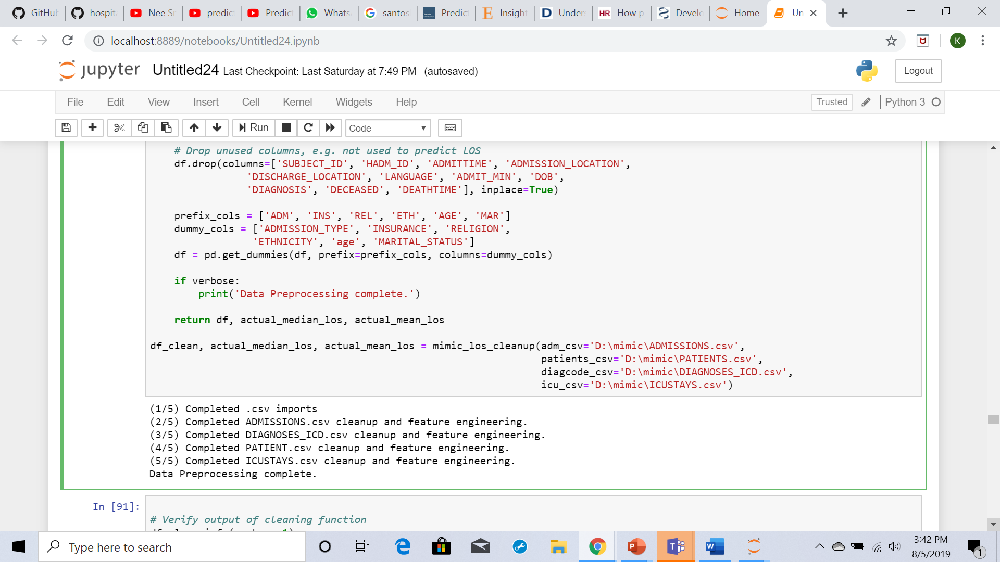 GitHub hospit Nee Sr predic Predict Whats santos Predict Insight Unders How p Develo Home Un
localhost:8889/notebooks/Untitled24.ipynb K
jupyter Untitled24 Last Checkpoint: Last Saturday at 7:49 PM (autosaved) Logout
File Edit View Insert Cell Kernel Widgets Help Trusted Python 3
Run Code
# Drop unused columns, e.g. not used to predict LOS
df.drop(columns=['SUBJECT_ID', 'HADM_ID', 'ADMITTIME', 'ADMISSION_LOCATION',
'DISCHARGE_LOCATION', 'LANGUAGE', 'ADMIT_MIN', 'DOB',
'DIAGNOSIS', 'DECEASED', 'DEATHTIME'], inplace=True)
prefix_cols = ['ADM', 'INS', 'REL', 'ETH', 'AGE', 'MAR']
dummy_cols = ['ADMISSION_TYPE', 'INSURANCE', 'RELIGION',
'ETHNICITY', 'age', 'MARITAL_STATUS']
df = pd.get_dummies(df, prefix=prefix_cols, columns=dummy_cols)
if verbose:
print('Data Preprocessing complete.')
return df, actual_median_los, actual_mean_los
df_clean, actual_median_los, actual_mean_los = mimic_los_cleanup(adm_csv='D:\mimic\ADMISSIONS.csv',
patients_csv='D:\mimic\PATIENTS.csv',
diagcode_csv='D:\mimic\DIAGNOSES_ICD.csv',
icu_csv='D:\mimic\ICUSTAYS.csv')
(1/5) Completed .csv imports
(2/5) Completed ADMISSIONS.csv cleanup and feature engineering.
(3/5) Completed DIAGNOSES_ICD.csv cleanup and feature engineering.
(4/5) Completed PATIENT.csv cleanup and feature engineering.
(5/5) Completed ICUSTAYS.csv cleanup and feature engineering.
Data Preprocessing complete.
In [91]:
# Verify output of cleaning function
Type here to search
3:42 PM
8/5/2019
1